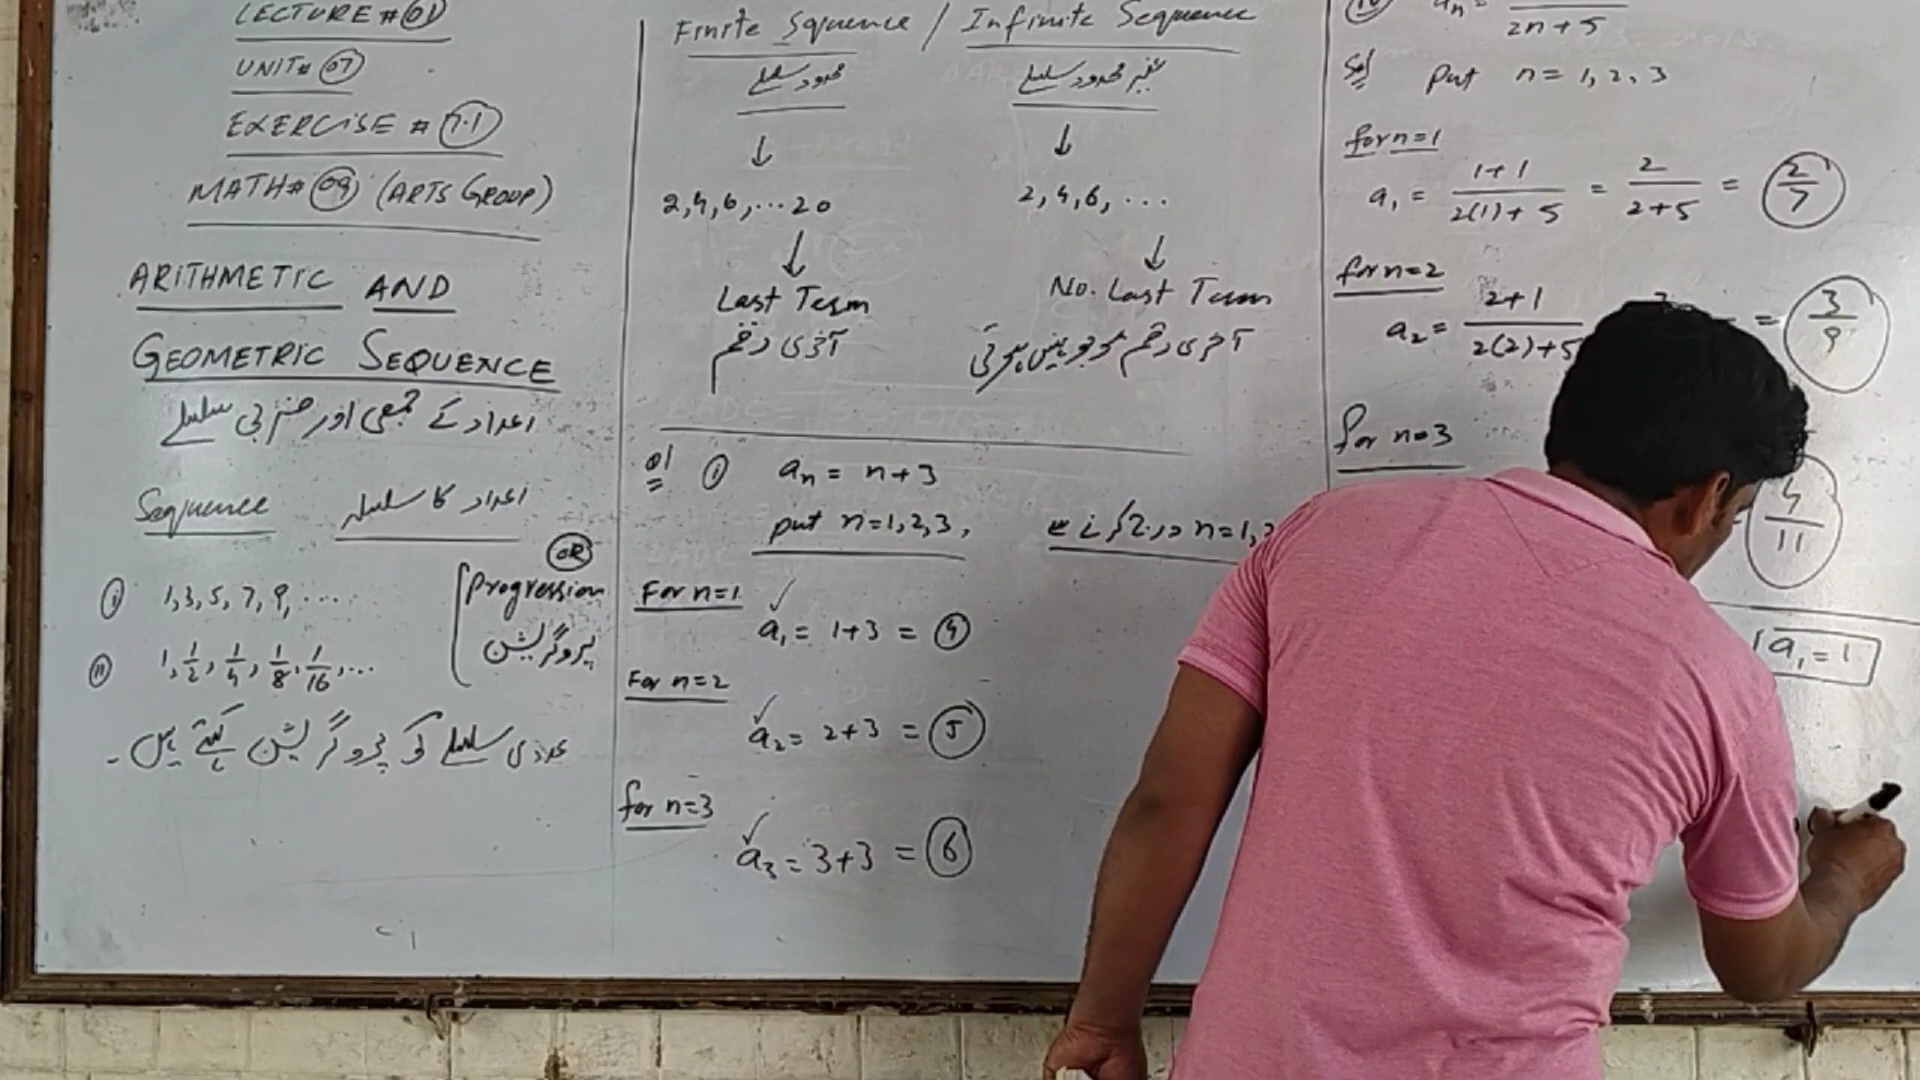 LECTURE #01
UNIT# 07
EXERCISE # 7.1
MATH# 09 (ARTS GROUP)
ARITHMETIC AND
GEOMETRIC SEQUENCE
اعداد کے جمعی اور ضربی سلسلے
Sequence اعداد کا سلسلہ
OR
(i) 1,3,5,7,9,... [Progression
(ii) 1, 1/2, 1/4, 1/8, 1/16, ... پروگریشن
عددی سلسلے کو پروگریشن کہتے ہیں۔
Finite Sequence / Infinite Sequence
محدود سلسلے غیر محدود سلسلے
↓ ↓
2,4,6,...20 2,4,6,...
↓ ↓
Last Term No. Last Term
آخری رقم آخری رقم موجود نہیں ہوتی
Q1 (i) aₙ = n+3
put n=1,2,3, n=1,2
For n=1
a₁ = 1+3 = 4
For n=2
a₂ = 2+3 = 5
for n=3
a₃ = 3+3 = 6
2n+5
Sol put n=1,2,3
for n=1
a₁ = (1+1)/(2(1)+5) = 2/(2+5) = 2/7
for n=2
a₂ = (2+1)/(2(2)+5 = 3/9
for n=3
4/11
a₁=1